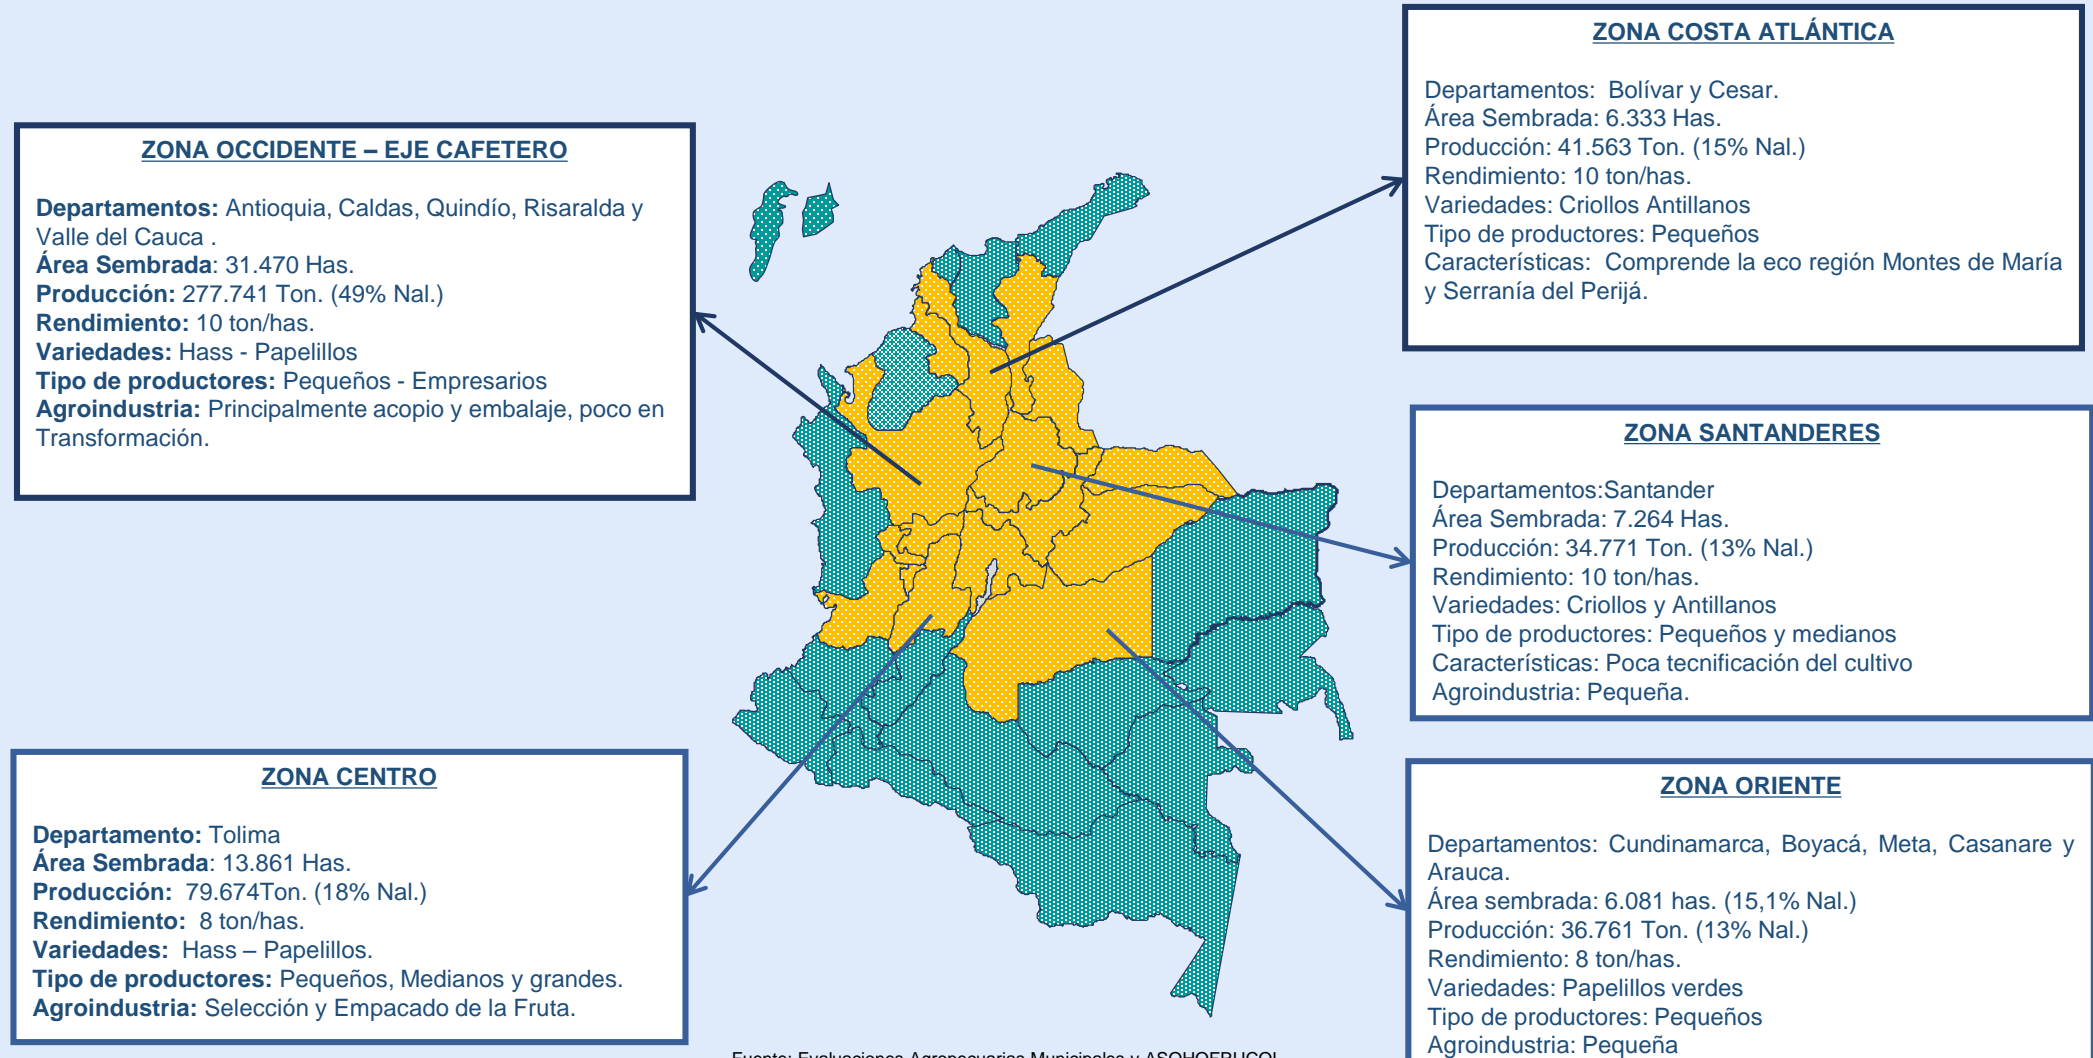 ZONA OCCIDENTE – EJE CAFETERO
Departamentos: Antioquia, Caldas, Quindío, Risaralda y
Valle del Cauca .
Área Sembrada: 31.470 Has.
Producción: 277.741 Ton. (49% Nal.)
Rendimiento: 10 ton/has.
Variedades: Hass - Papelillos
Tipo de productores: Pequeños - Empresarios
Agroindustria: Principalmente acopio y embalaje, poco en
Transformación.
ZONA CENTRO
Departamento: Tolima
Área Sembrada: 13.861 Has.
Producción: 79.674Ton. (18% Nal.)
Rendimiento: 8 ton/has.
Variedades: Hass – Papelillos.
Tipo de productores: Pequeños, Medianos y grandes.
Agroindustria: Selección y Empacado de la Fruta.
ZONA COSTA ATLÁNTICA
Departamentos: Bolívar y Cesar.
Área Sembrada: 6.333 Has.
Producción: 41.563 Ton. (15% Nal.)
Rendimiento: 10 ton/has.
Variedades: Criollos Antillanos
Tipo de productores: Pequeños
Características: Comprende la eco región Montes de María
y Serranía del Perijá.
ZONA SANTANDERES
Departamentos:Santander
Área Sembrada: 7.264 Has.
Producción: 34.771 Ton. (13% Nal.)
Rendimiento: 10 ton/has.
Variedades: Criollos y Antillanos
Tipo de productores: Pequeños y medianos
Características: Poca tecnificación del cultivo
Agroindustria: Pequeña.
ZONA ORIENTE
Departamentos: Cundinamarca, Boyacá, Meta, Casanare y
Arauca.
Área sembrada: 6.081 has. (15,1% Nal.)
Producción: 36.761 Ton. (13% Nal.)
Rendimiento: 8 ton/has.
Variedades: Papelillos verdes
Tipo de productores: Pequeños
Agroindustria: Pequeña
Fuente: Evaluaciones Agropecuarias Municipales y ASOHOFRUCOL